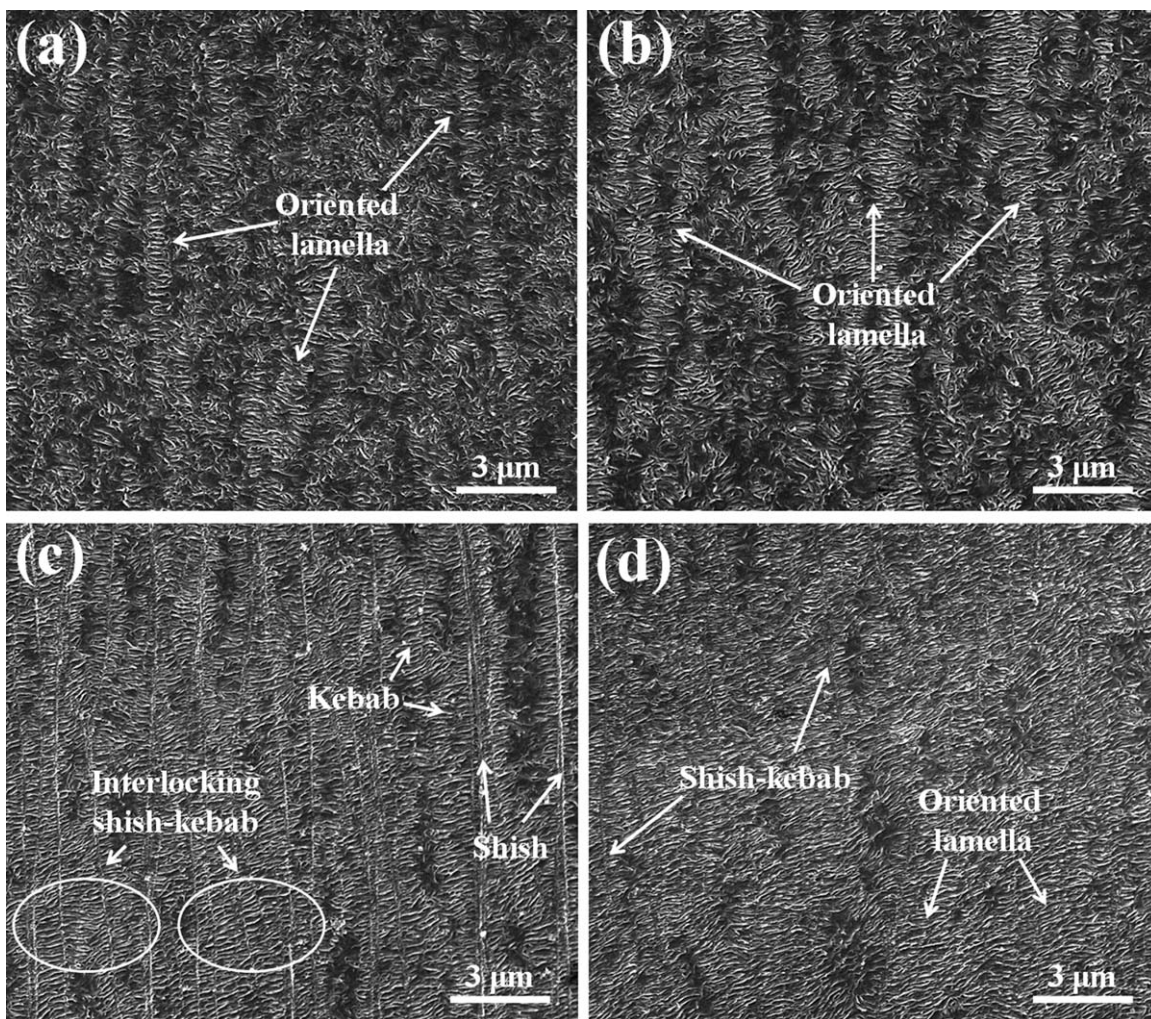 (a)
Oriented
lamella
3 μm
(b)
Oriented
lamella
3 μm
(c)
Kebab
Interlocking
shish-kebab
Shish
3 μm
(d)
Shish-kebab
Oriented
lamella
3 μm